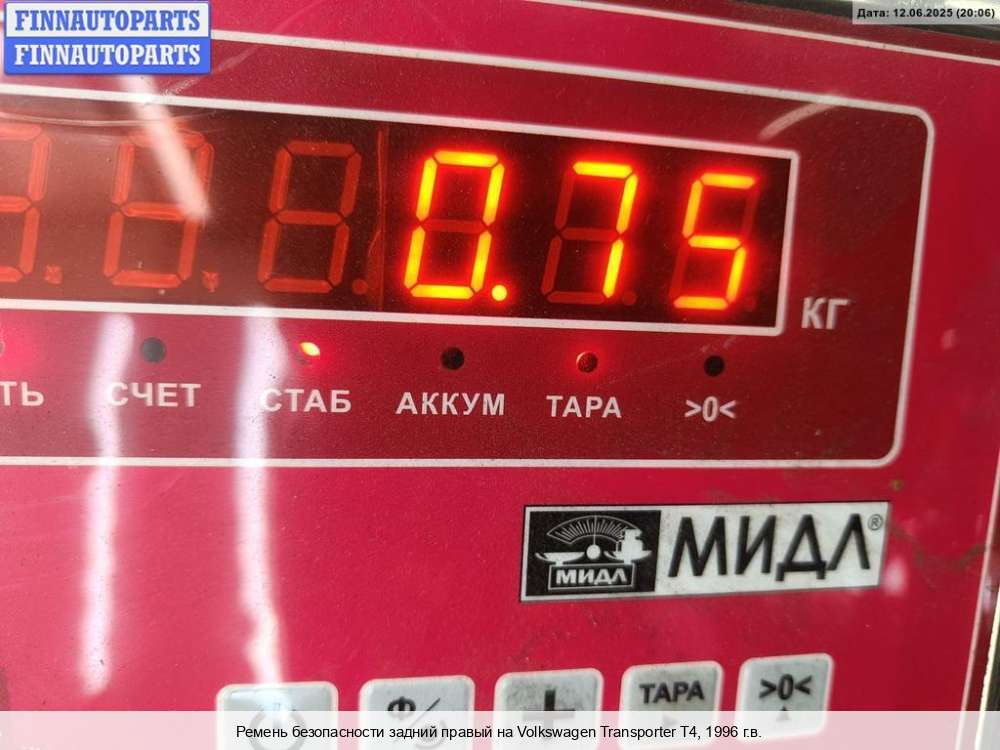 FINNAUTOPARTS
FINNAUTOPARTS
Дата: 12.06.2025 (20:06)
0.75
КГ
ТЬ
СЧЕТ
СТАБ
АККУМ
ТАРА
>0<
МИДЛ
МИДЛ®
Ф/g
+
ТАРА
>0<
Ремень безопасности задний правый на Volkswagen Transporter T4, 1996 г.в.